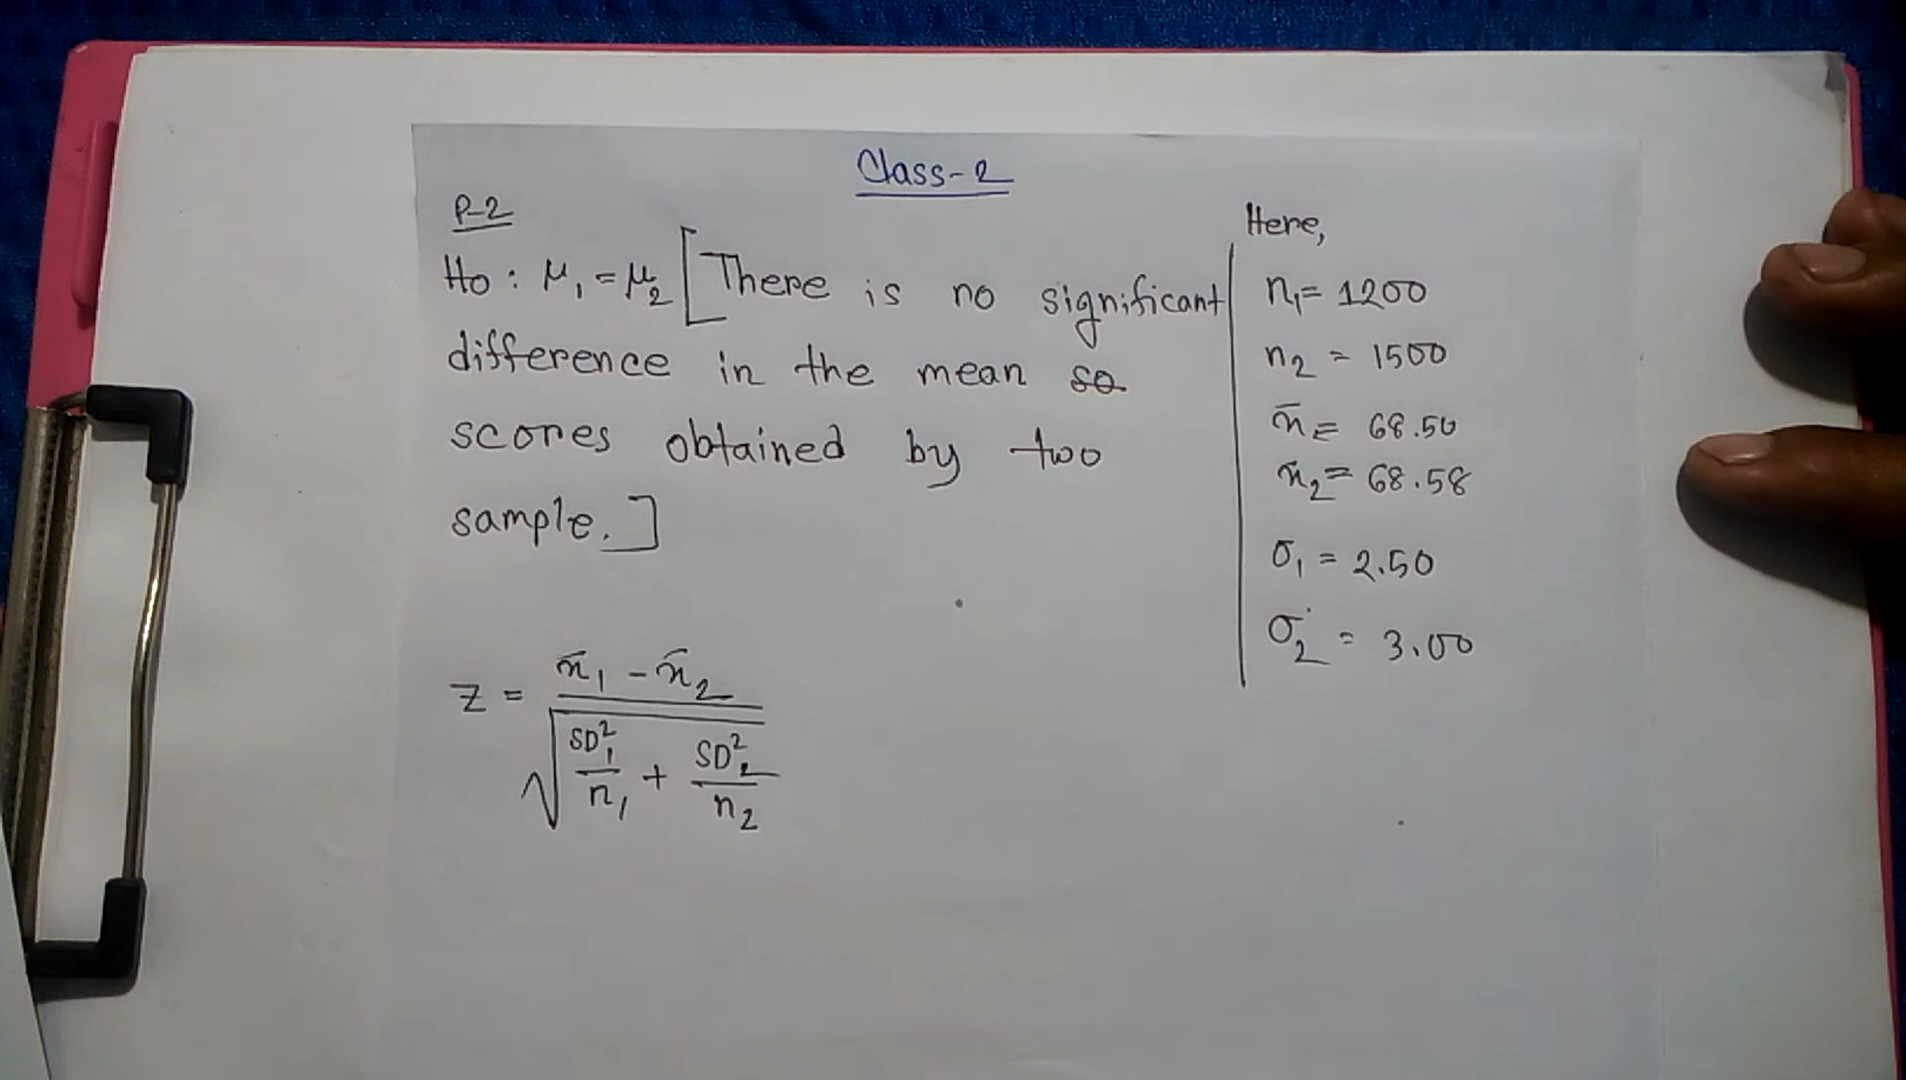 Class-2
P-2
Ho : μ₁ = μ₂ [There is no significant
difference in the mean so
scores obtained by two
sample.]
z = x̄₁ - x̄₂ / √(SD₁²/n₁ + SD₂²/n₂)
Here,
n₁ = 1200
n₂ = 1500
x̄ = 68.50
x̄₂ = 68.58
σ₁ = 2.50
σ₂ = 3.00